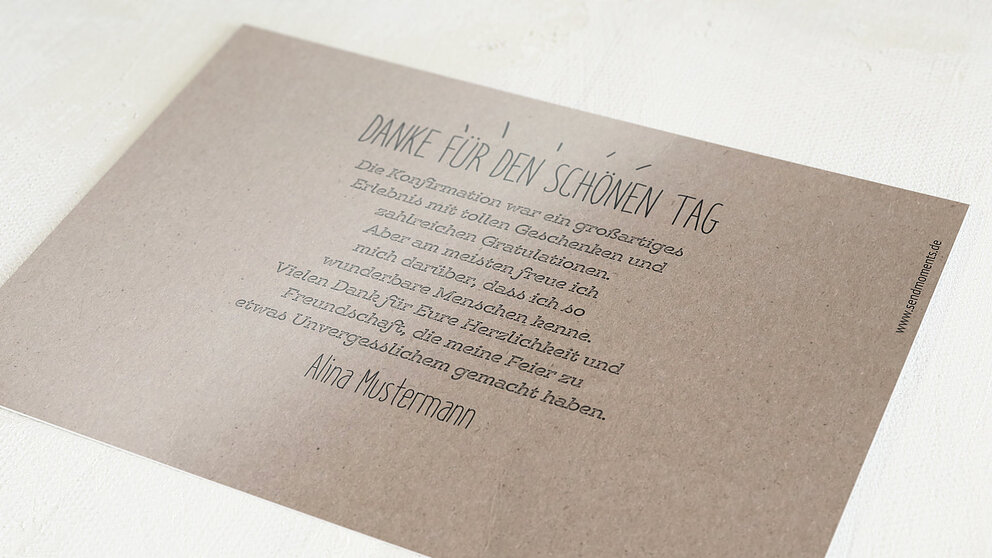 DANKE FÜR DEN SCHÖNEN TAG
Die Konfirmation war ein großartiges
Erlebnis mit tollen Geschenken und
zahlreichen Gratulationen.
Aber am meisten freue ich
mich darüber, dass ich so
wunderbare Menschen kenne.
Vielen Dank für Eure Herzlichkeit und
Freundschaft, die meine Feier zu
etwas Unvergesslichem gemacht haben.
Alina Mustermann
www.sendmoments.de